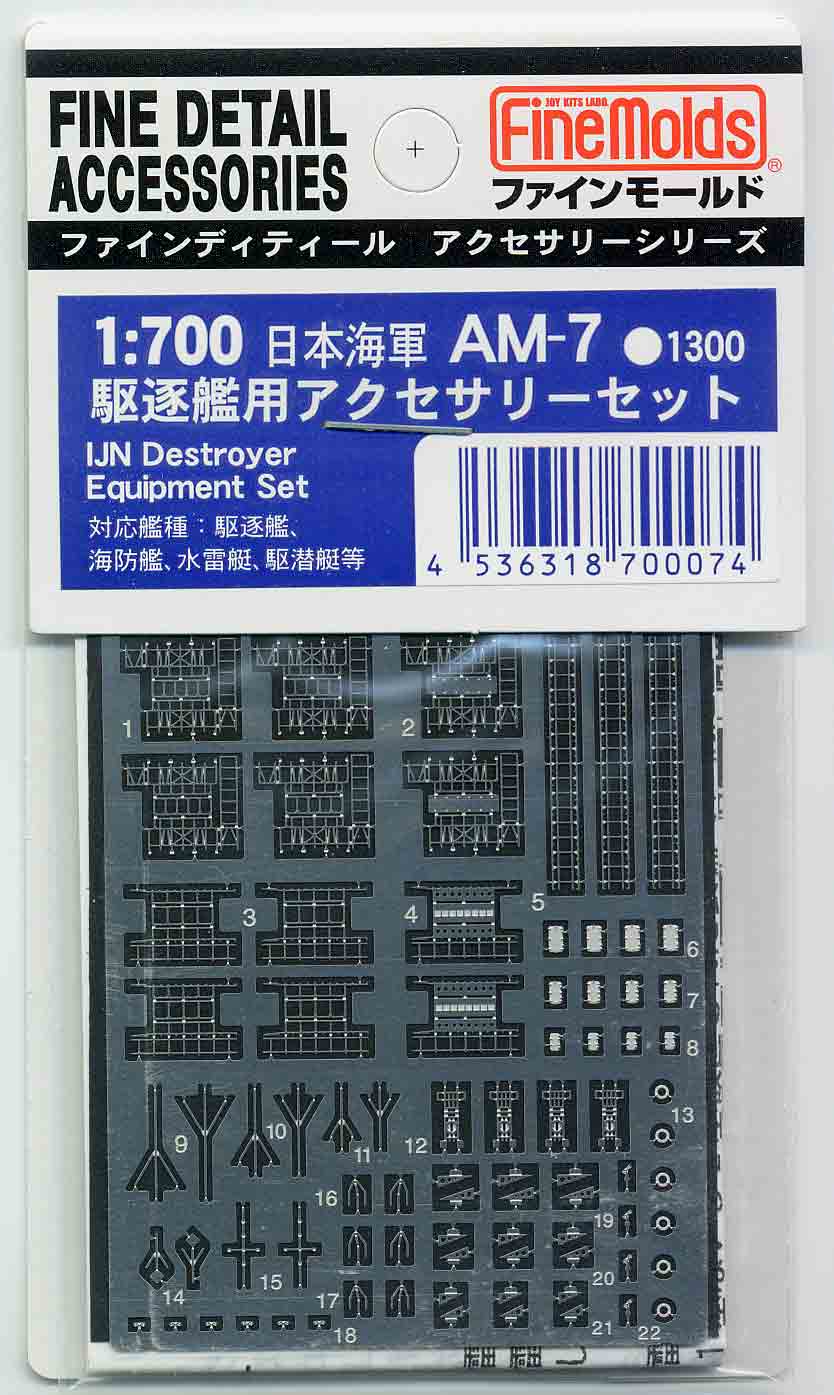 FINE DETAIL
ACCESSORIES
JOY KITS LABO.
FineMolds®
ファインモールド
ファインディティール アクセサリーシリーズ
1:700 日本海軍 AM-7 ●1300
駆逐艦用アクセサリーセット
IJN Destroyer
Equipment Set
対応艦種：駆逐艦、
海防艦、水雷艇、駆潜艇等
4 536318 700074
1
2
3
4
5
6
7
8
9
10
11
12
13
14
15
16
17
18
19
20
21
22